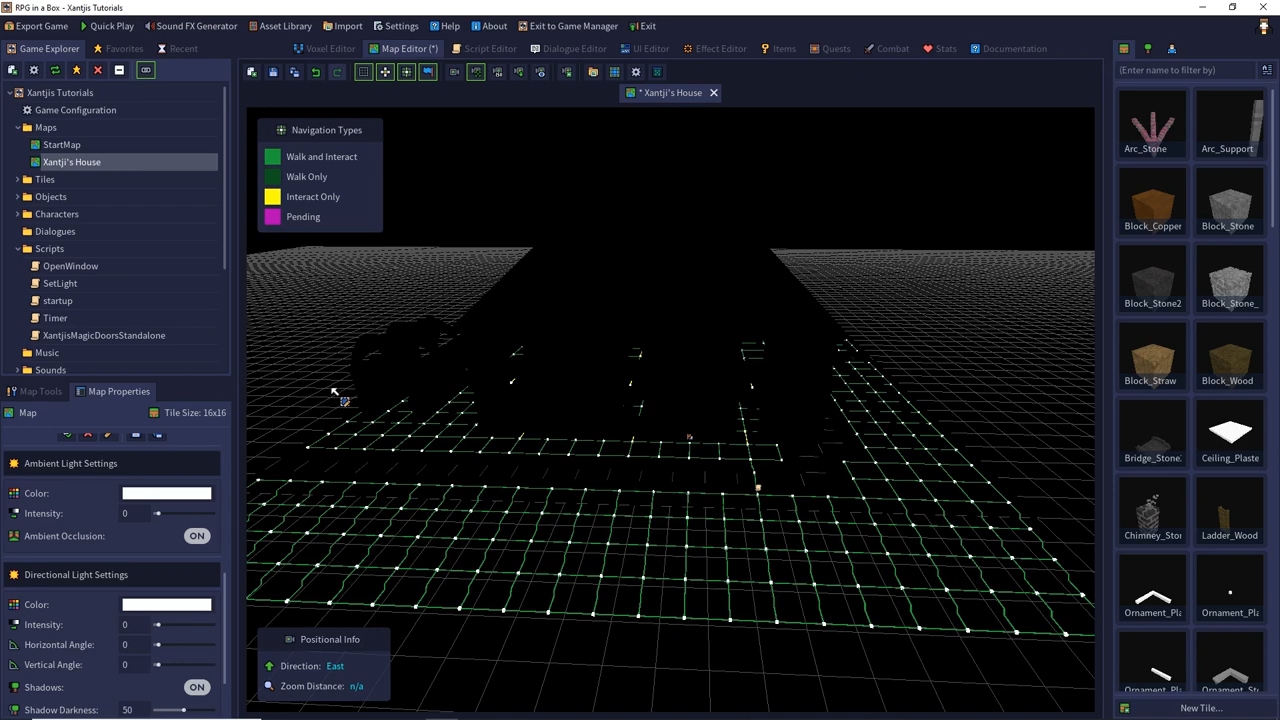 RPG in a Box - Xantjis Tutorials
Export Game Quick Play Sound FX Generator Asset Library Import Settings Help About Exit to Game Manager Exit
Game Explorer Favorites Recent Voxel Editor Map Editor (*) Script Editor Dialogue Editor UI Editor Effect Editor Items Quests Combat Stats Documentation
(Enter name to filter by)
* Xantji's House
Xantjis Tutorials
Game Configuration
Maps
StartMap
Xantji's House
Tiles
Objects
Characters
Dialogues
Scripts
OpenWindow
SetLight
startup
Timer
XantjisMagicDoorsStandalone
Music
Sounds
Map Tools Map Properties
Map Tile Size: 16x16
Ambient Light Settings
Color:
Intensity: 0
Ambient Occlusion: ON
Directional Light Settings
Color:
Intensity: 0
Horizontal Angle: 0
Vertical Angle: 0
Shadows: ON
Shadow Darkness: 50
Navigation Types
Walk and Interact
Walk Only
Interact Only
Pending
Positional Info
Direction: East
Zoom Distance: n/a
Arc_Stone Arc_Support
Block_Copper Block_Stone
Block_Stone2 Block_Stone_
Block_Straw Block_Wood
Bridge_Stone. Ceiling_Plaste
Chimney_Stor Ladder_Wood
Ornament_Pla Ornament_Pla
Ornament_Pla Ornament_Sto
New Tile...